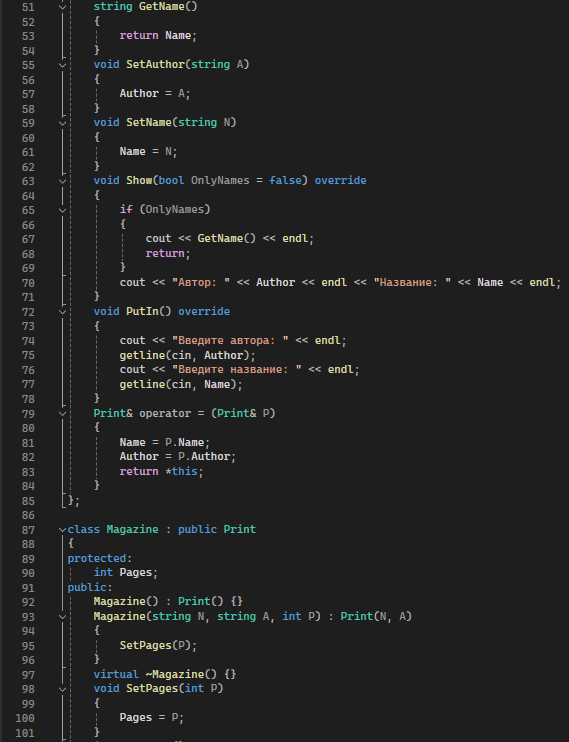 51 string GetName()
52 {
53 return Name;
54 }
55 void SetAuthor(string A)
56 {
57 Author = A;
58 }
59 void SetName(string N)
60 {
61 Name = N;
62 }
63 void Show(bool OnlyNames = false) override
64 {
65 if (OnlyNames)
66 {
67 cout << GetName() << endl;
68 return;
69 }
70 cout << "Автор: " << Author << endl << "Название: " << Name << endl;
71 }
72 void PutIn() override
73 {
74 cout << "Введите автора: " << endl;
75 getline(cin, Author);
76 cout << "Введите название: " << endl;
77 getline(cin, Name);
78 }
79 Print& operator = (Print& P)
80 {
81 Name = P.Name;
82 Author = P.Author;
83 return *this;
84 }
85 };
86
87 class Magazine : public Print
88 {
89 protected:
90 int Pages;
91 public:
92 Magazine() : Print() {}
93 Magazine(string N, string A, int P) : Print(N, A)
94 {
95 SetPages(P);
96 }
97 virtual ~Magazine() {}
98 void SetPages(int P)
99 {
100 Pages = P;
101 }